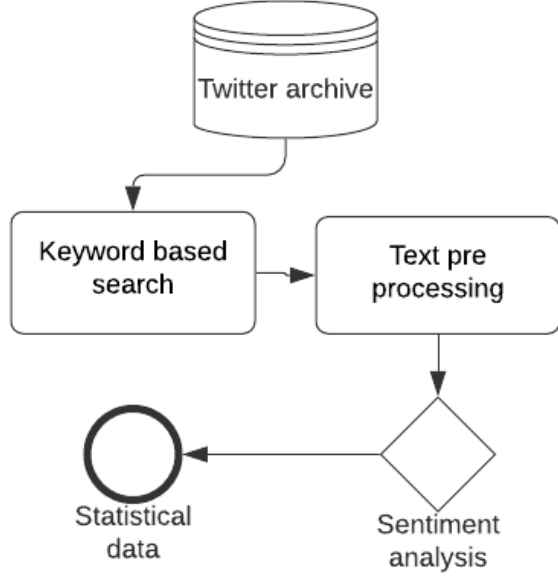 Twitter archive
Keyword based
search
Text pre
processing
Statistical
data
Sentiment
analysis